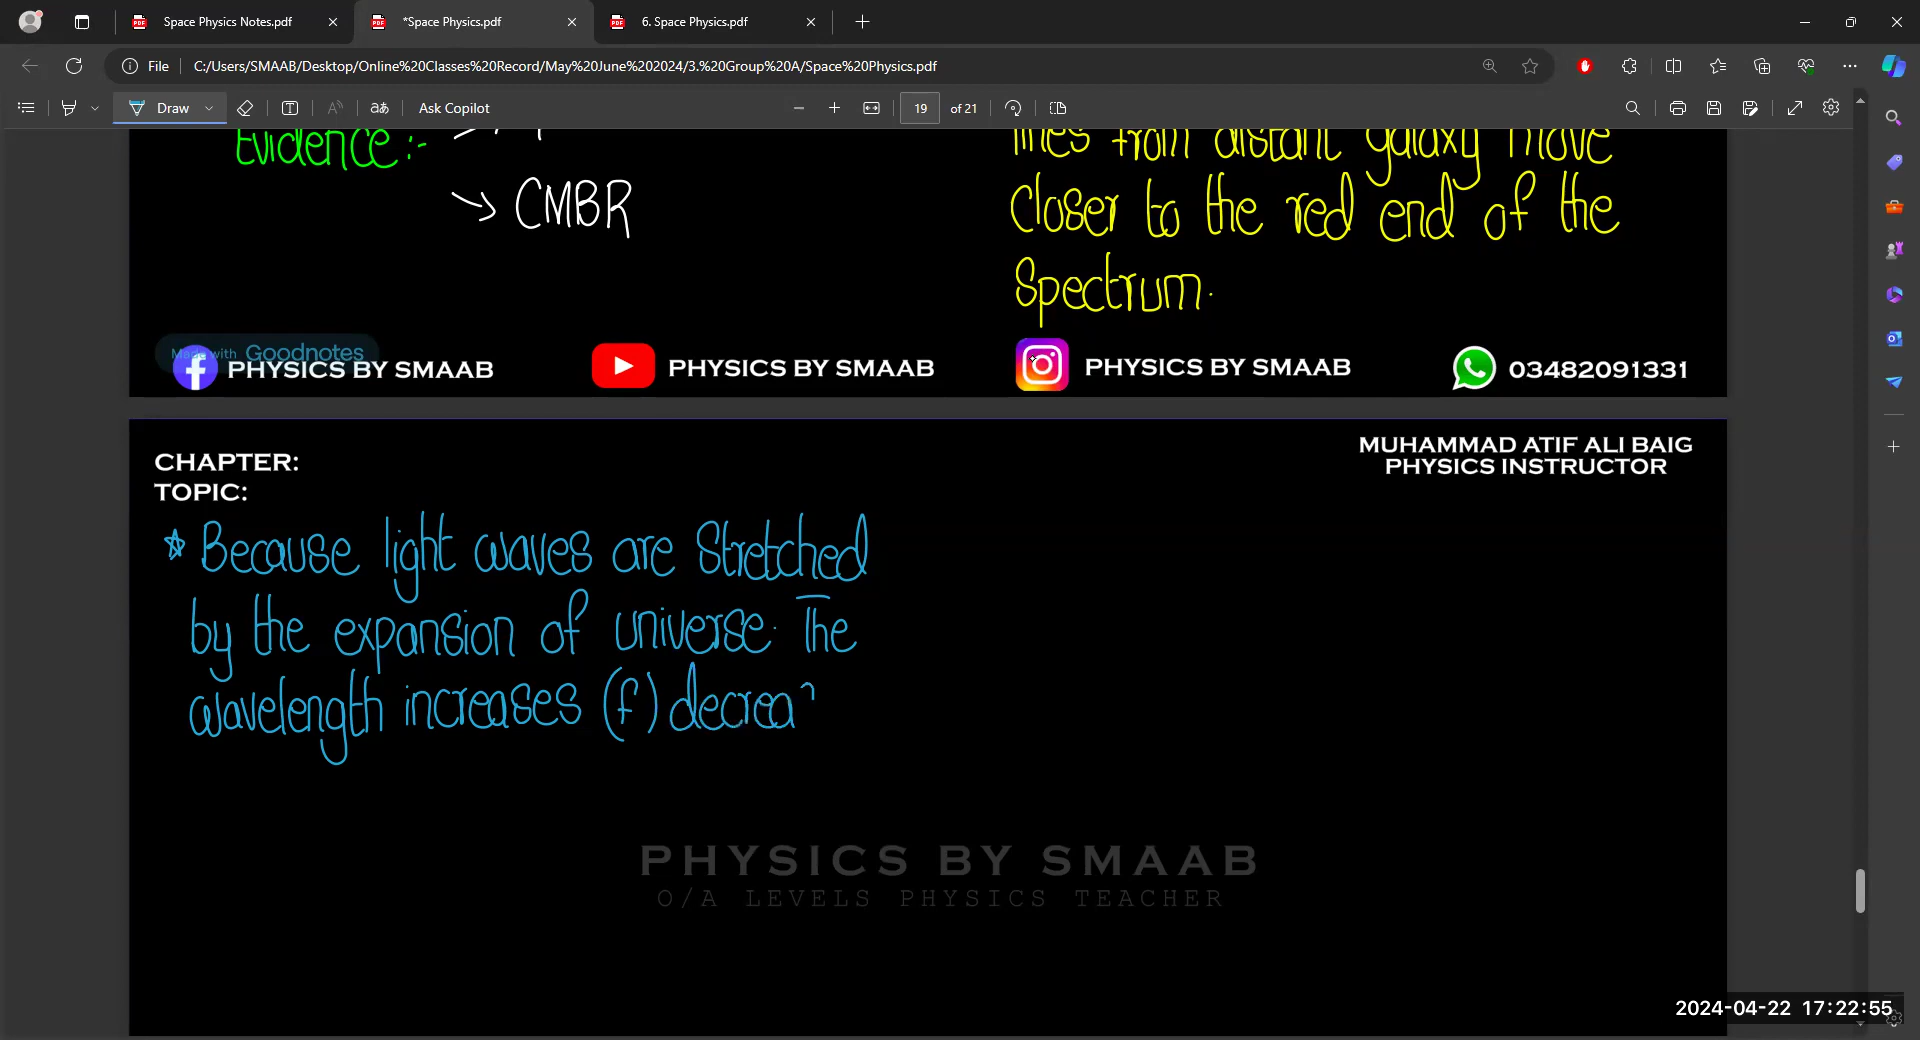 Space Physics Notes.pdf
*Space Physics.pdf
6. Space Physics.pdf
File
C:/Users/SMAAB/Desktop/Online%20Classes%20Record/May%20June%202024/3.%20Group%20A/Space%20Physics.pdf
Draw
Ask Copilot
19 of 21
Evidence :-
→ CMBR
lines from distant galaxy move
closer to the red end of the
Spectrum.
Made with Goodnotes
PHYSICS BY SMAAB
PHYSICS BY SMAAB
PHYSICS BY SMAAB
03482091331
CHAPTER:
TOPIC:
MUHAMMAD ATIF ALI BAIG
PHYSICS INSTRUCTOR
* Because light waves are stretched
by the expansion of universe. The
wavelength increases (f) decrea
PHYSICS BY SMAAB
O/A LEVELS PHYSICS TEACHER
2024-04-22 17:22:55